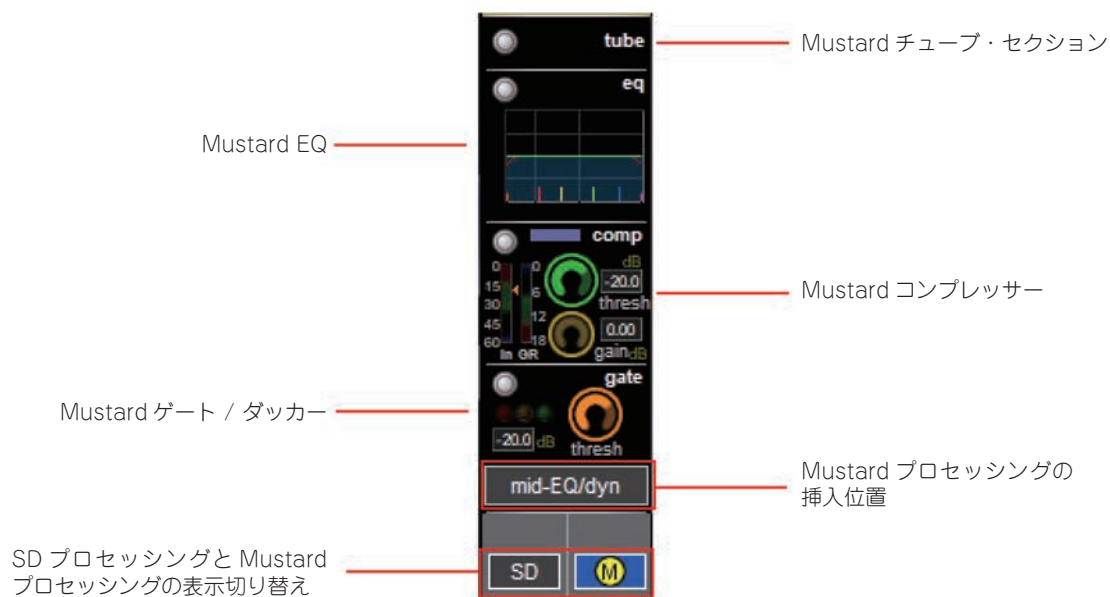 tube
Mustard チューブ・セクション
eq
Mustard EQ
comp
dB
0
15
30
45
60
In
0
6
12
18
GR
-20.0
thresh
0.00
gain dB
Mustard コンプレッサー
gate
Mustard ゲート / ダッカー
-20.0 dB
thresh
mid-EQ/dyn
Mustard プロセッシングの
挿入位置
SD プロセッシングと Mustard
プロセッシングの表示切り替え
SD
M